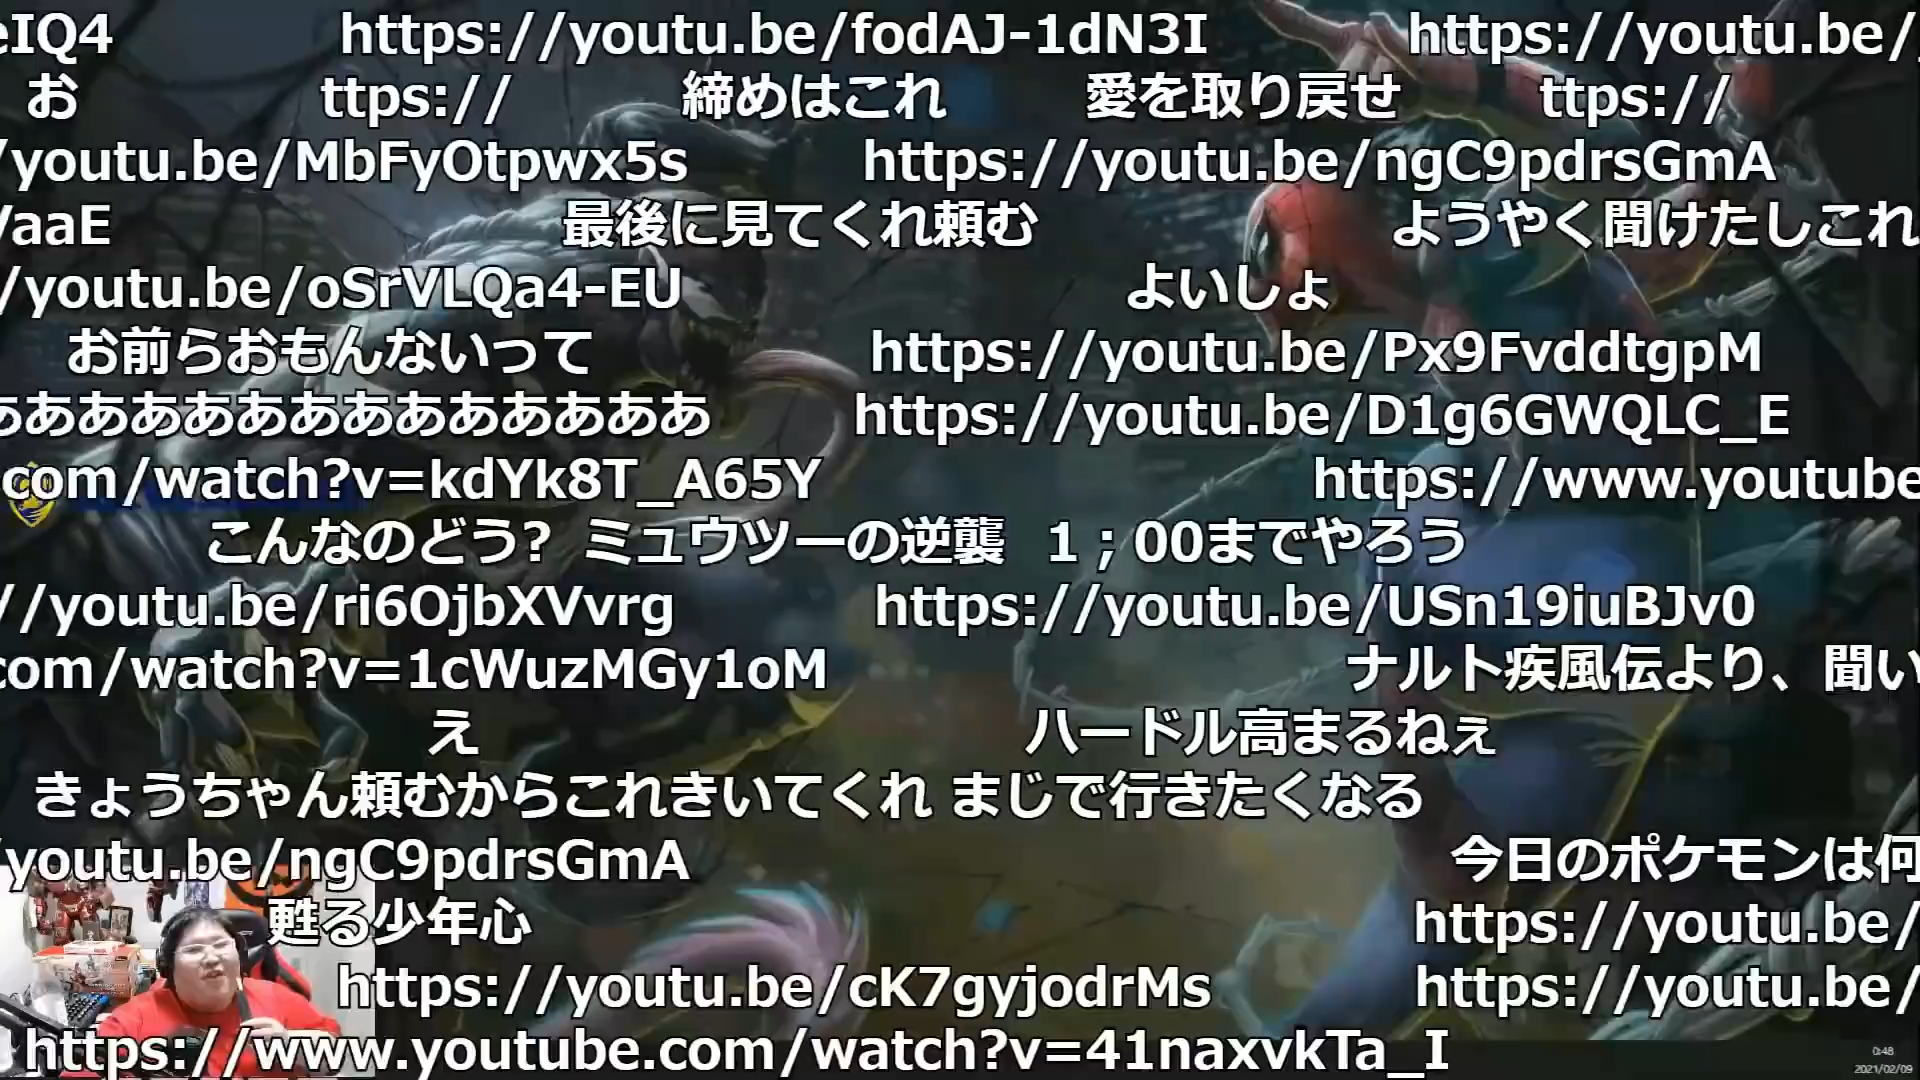 eIQ4 https://youtu.be/fodAJ-1dN3I https://youtu.be/
お ttps:// 締めはこれ 愛を取り戻せ ttps://
/youtu.be/MbFyOtpwx5s https://youtu.be/ngC9pdrsGmA
VaaE 最後に見てくれ頼む ようやく聞けたしこれ
/youtu.be/oSrVLQa4-EU よいしょ
お前らおもんないって https://youtu.be/Px9FvddtgpM
ああああああああああああああ https://youtu.be/D1g6GWQLC_E
com/watch?v=kdYk8T_A65Y https://www.youtube
こんなのどう？ ミュウツーの逆襲 １；00までやろう
//youtu.be/ri6OjbXVvrg https://youtu.be/USn19iuBJv0
com/watch?v=1cWuzMGy1oM ナルト疾風伝より、聞い
え ハードル高まるねぇ
きょうちゃん頼むからこれきいてくれ まじで行きたくなる
/youtu.be/ngC9pdrsGmA 今日のポケモンは何
甦る少年心 https://youtu.be/
https://youtu.be/cK7gyjodrMs https://youtu.be/
https://www.youtube.com/watch?v=41naxvkTa_I
0:48
2021/02/09